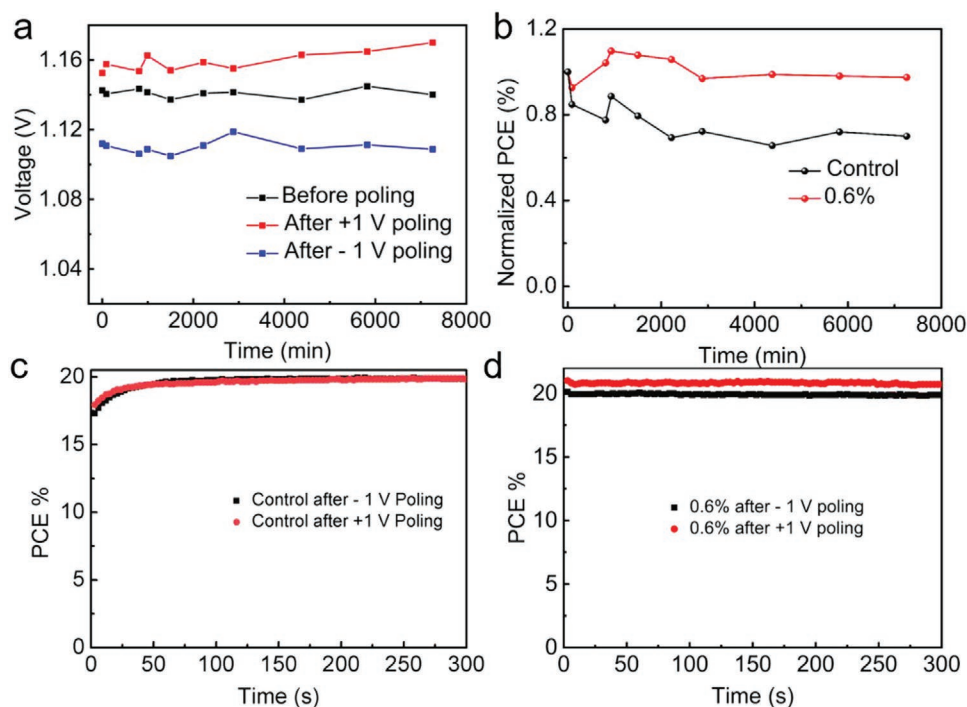 a
Voltage (V)
1.16
1.12
1.08
1.04
Before poling
After +1 V poling
After - 1 V poling
0 2000 4000 6000 8000
Time (min)
b
Normalized PCE (%)
1.2
0.8
0.4
0.0
Control
0.6%
0 2000 4000 6000 8000
Time (min)
c
PCE %
20
15
10
5
0
Control after - 1 V Poling
Control after +1 V Poling
0 50 100 150 200 250 300
Time (s)
d
PCE %
20
15
10
5
0
0.6% after - 1 V poling
0.6% after +1 V poling
0 50 100 150 200 250 300
Time (s)